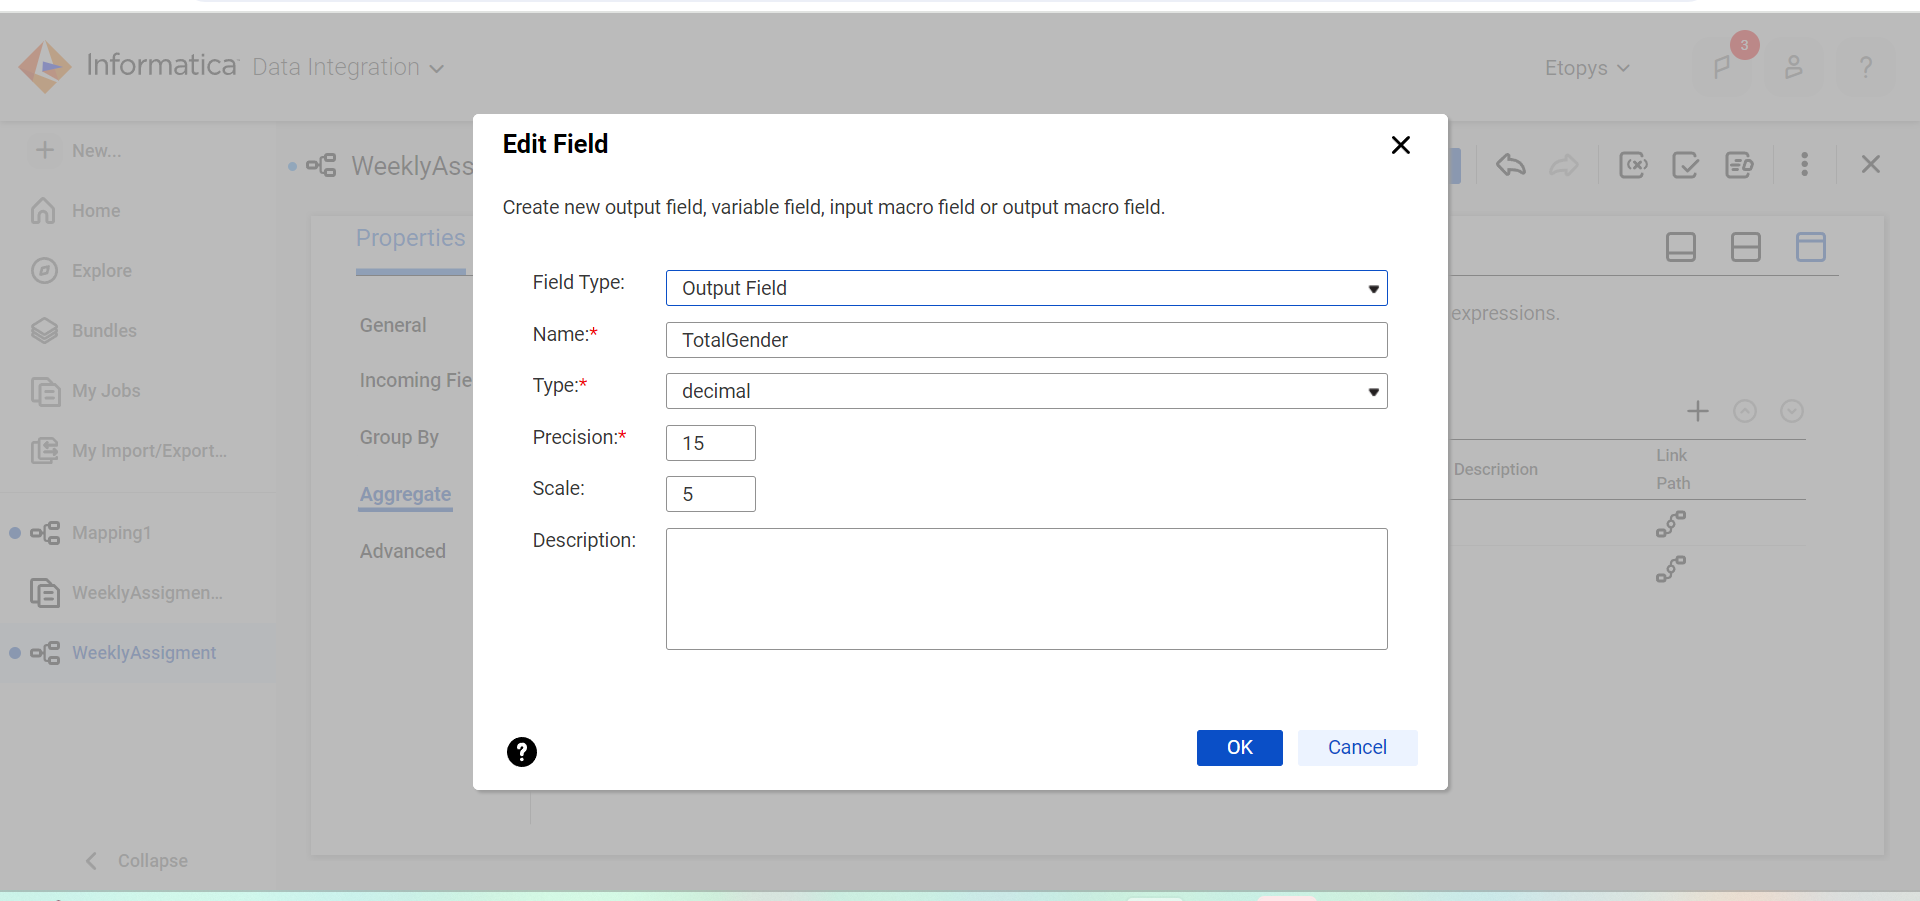 Informatica Data Integration
Etopys
3
?
New...
Home
Explore
Bundles
My Jobs
My Import/Export...
Mapping1
WeeklyAssigmen...
WeeklyAssigment
Collapse
WeeklyAss
Properties
General
Incoming Fie
Group By
Aggregate
Advanced
expressions.
Description
Link
Path
Edit Field
Create new output field, variable field, input macro field or output macro field.
Field Type: Output Field
Name:* TotalGender
Type:* decimal
Precision:* 15
Scale: 5
Description:
?
OK Cancel